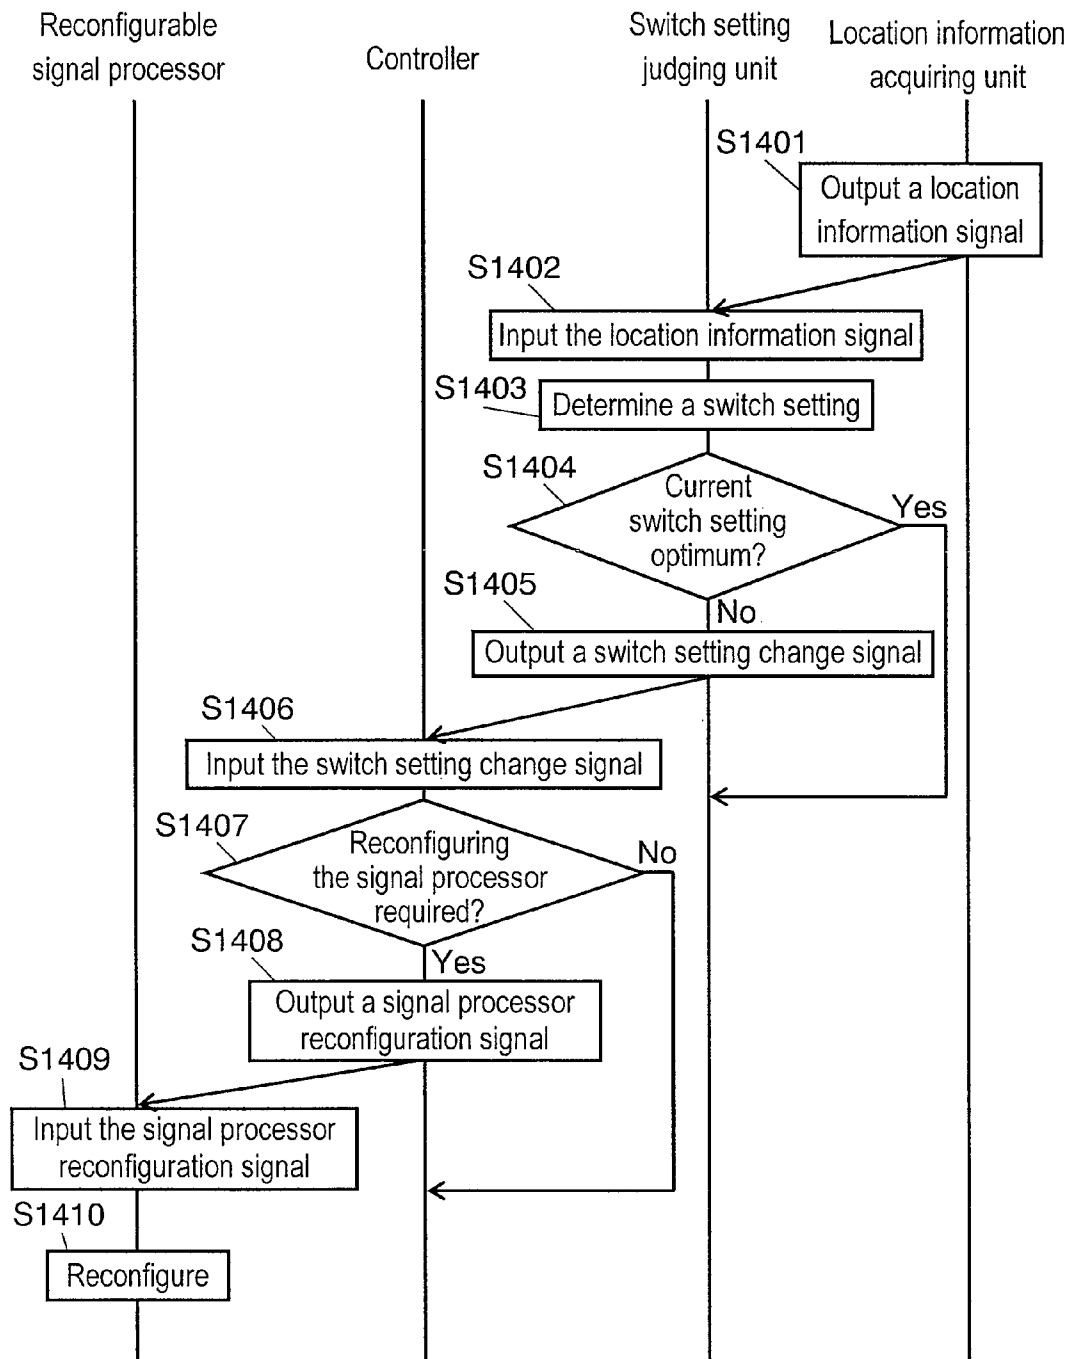 Reconfigurable
signal processor
Controller
Switch setting
judging unit
Location information
acquiring unit
S1401
Output a location
information signal
S1402
Input the location information signal
S1403
Determine a switch setting
S1404
Current
switch setting
optimum?
Yes
S1405
No
Output a switch setting change signal
S1406
Input the switch setting change signal
S1407
Reconfiguring
the signal processor
required?
No
S1408
Yes
Output a signal processor
reconfiguration signal
S1409
Input the signal processor
reconfiguration signal
S1410
Reconfigure